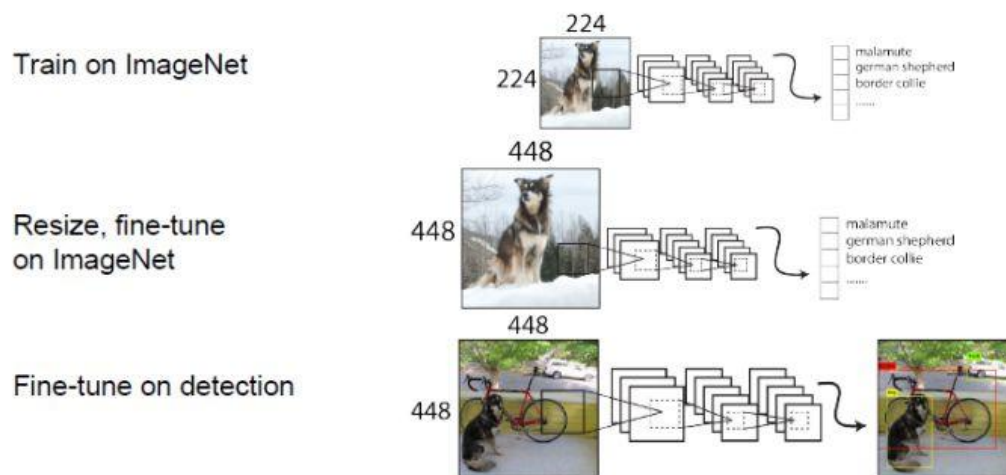 Train on ImageNet
224
224
malamute
german shepherd
border collie
......
Resize, fine-tune
on ImageNet
448
448
malamute
german shepherd
border collie
......
Fine-tune on detection
448
448